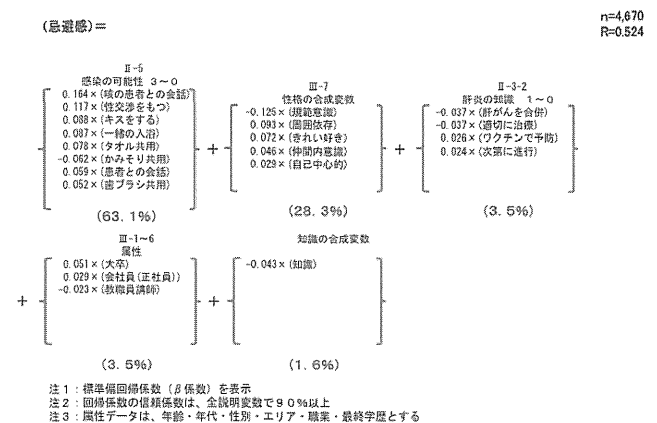 (忌避感)=
n=4,670
R=0.524
Ⅱ-5
感染の可能性 3～0
0.164×(咳の患者との会話)
0.117×(性交渉をもつ)
0.088×(キスをする)
0.087×(一緒の入浴)
0.078×(タオル共用)
-0.062×(かみそり共用)
0.059×(患者との会話)
0.052×(歯ブラシ共用)
(63.1%)
+
Ⅲ-7
性格の合成変数
-0.125×(規範意識)
0.093×(周囲依存)
0.072×(きれい好き)
0.046×(仲間内意識)
0.029×(自己中心的)
(28.3%)
+
Ⅱ-3-2
肝炎の知識 1～0
-0.037×(肝がんを合併)
-0.037×(適切に治療)
0.026×(ワクチンで予防)
0.024×(次第に進行)
(3.5%)
+
Ⅲ-1～6
属性
0.051×(大卒)
0.029×(会社員(正社員))
-0.023×(教職員講師)
(3.5%)
+
知識の合成変数
-0.043×(知識)
(1.6%)
注1:標準偏回帰係数(β係数)を表示
注2:回帰係数の信頼係数は、全説明変数で90%以上
注3:属性データは、年齢・年代・性別・エリア・職業・最終学歴とする